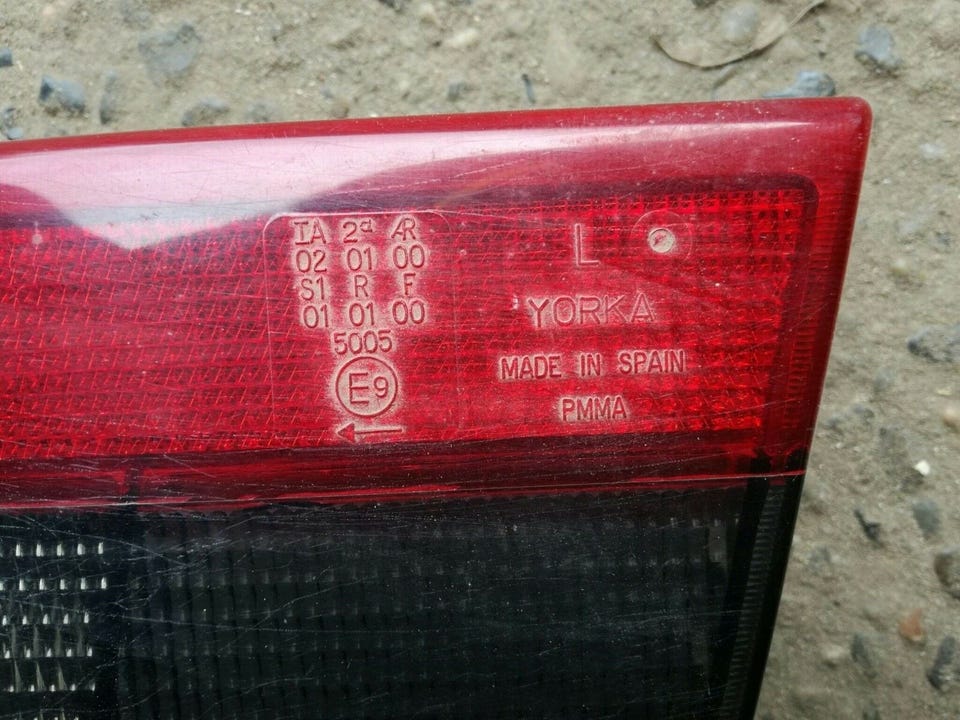 IA 2a AR
02 01 00
S1 R F
01 01 00
5005
E9
L
YORKA
MADE IN SPAIN
PMMA